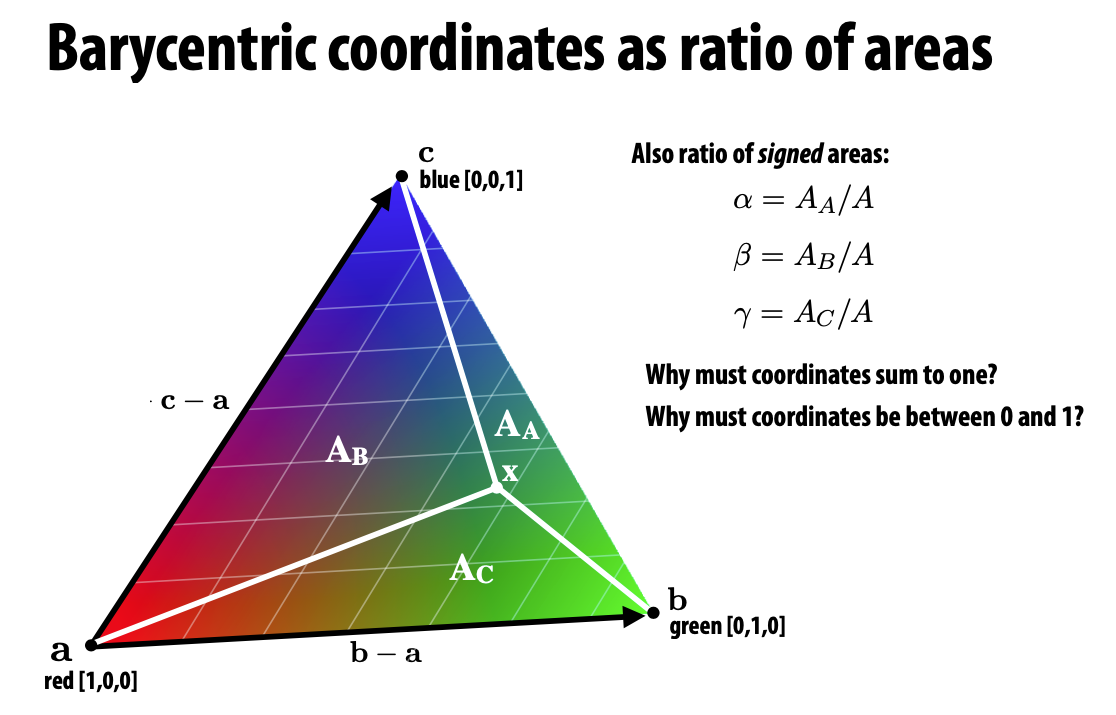 Barycentric coordinates as ratio of areas
c
blue [0,0,1]
Also ratio of signed areas:
α = A_A/A
β = A_B/A
γ = A_C/A
Why must coordinates sum to one?
Why must coordinates be between 0 and 1?
c − a
A_B
A_A
x
A_C
b
green [0,1,0]
b − a
a
red [1,0,0]